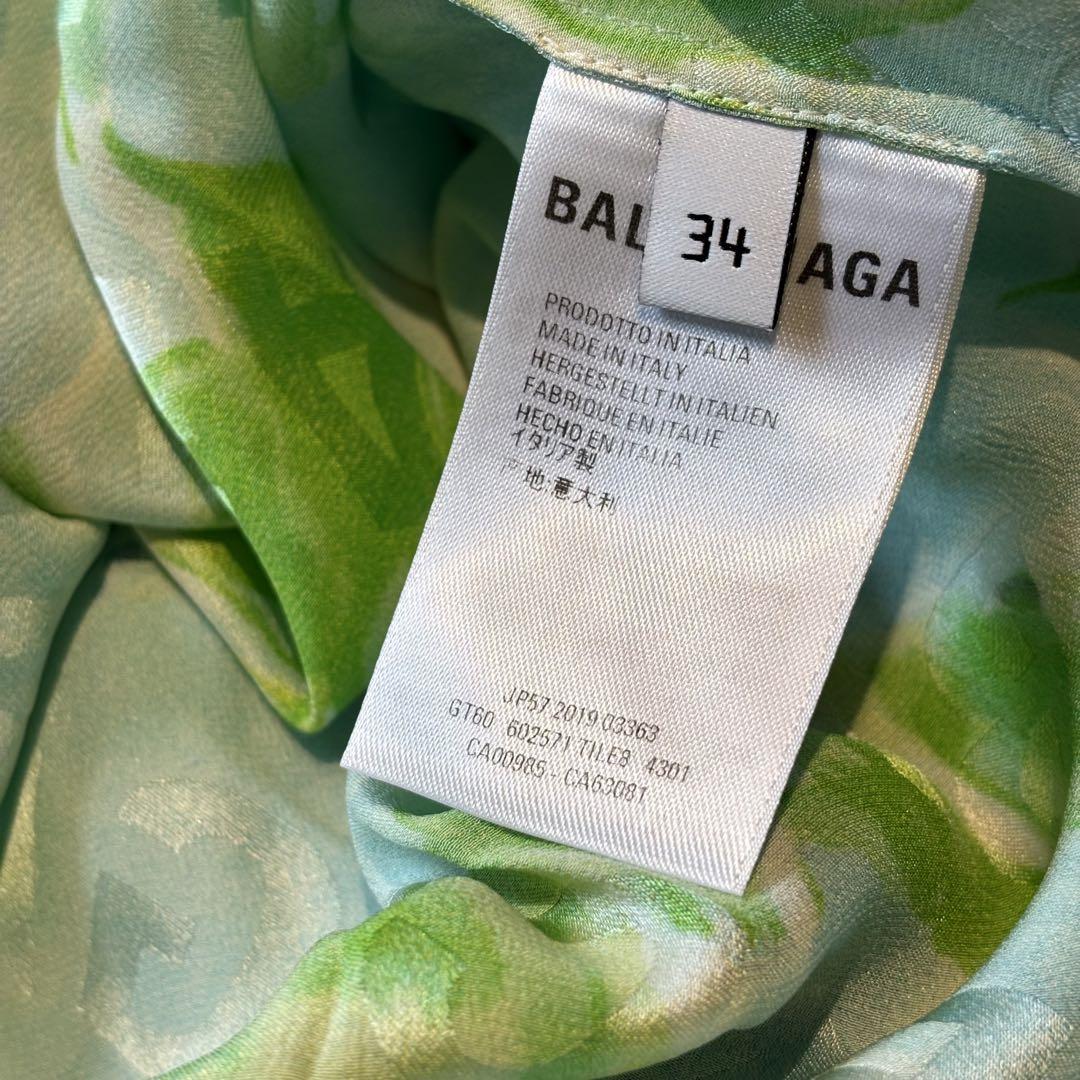 BAL AGA
34
PRODOTTO IN ITALIA
MADE IN ITALY
HERGESTELLT IN ITALIEN
FABRIQUE EN ITALIE
HECHO EN ITALIA
イタリア製
产地:意大利
JP57 2019 03363
GT60 602571 TILE8 4301
CA00985 - CA63081